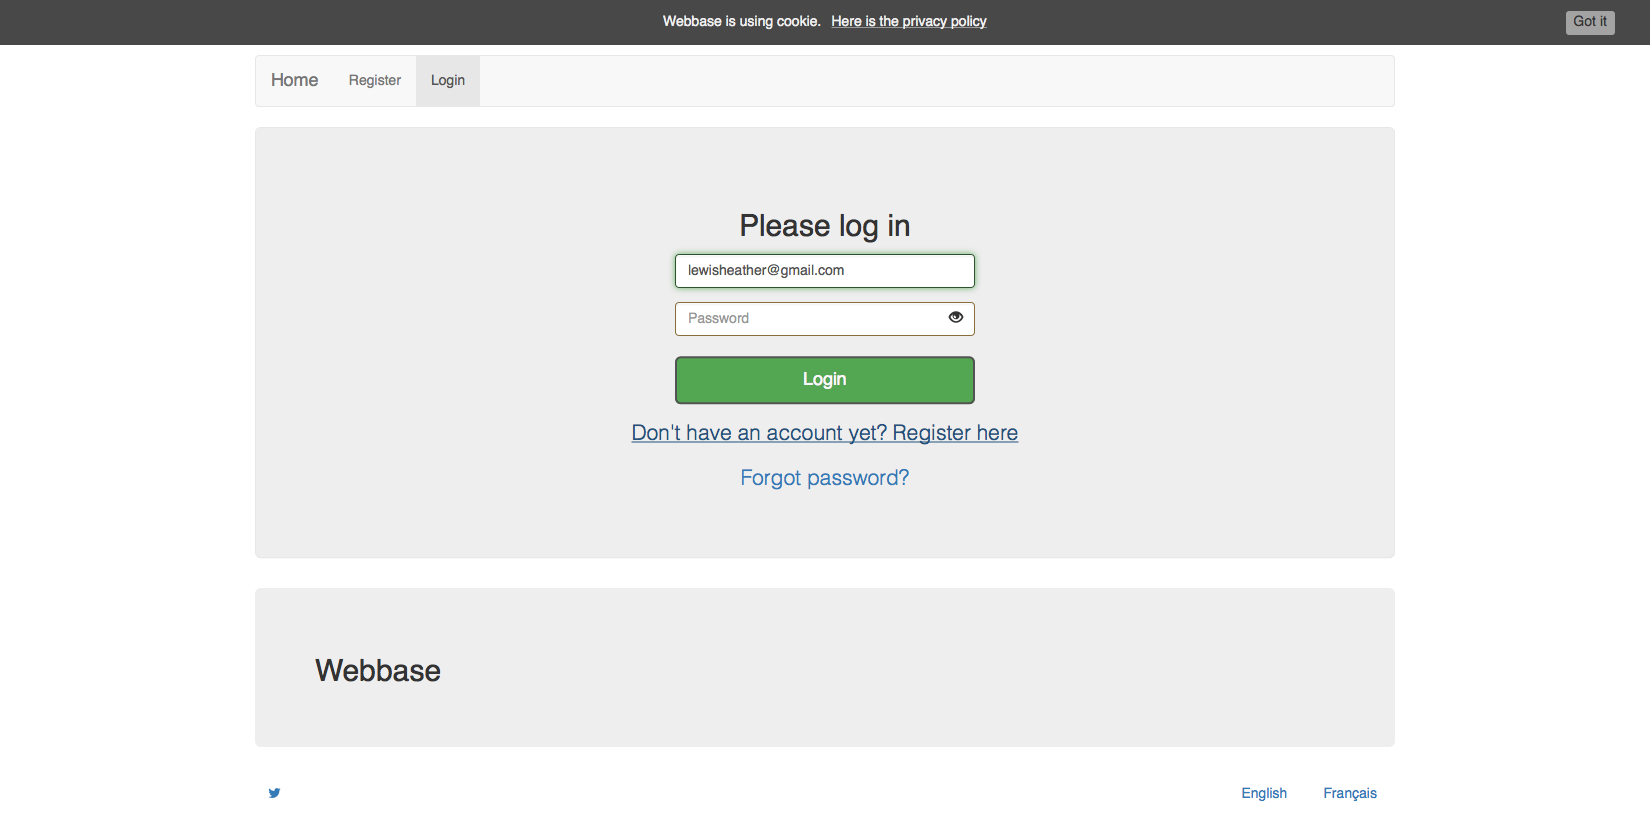 Webbase is using cookie. Here is the privacy policy
Got it
Home Register Login
Please log in
lewisheather@gmail.com
Password
Login
Don't have an account yet? Register here
Forgot password?
Webbase
English Français